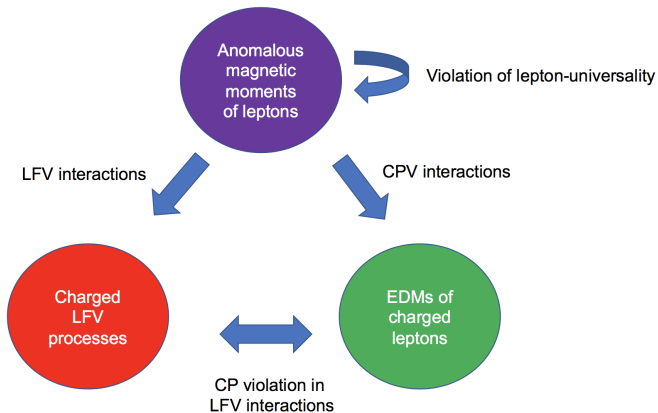 Anomalous
magnetic
moments
of leptons
Violation of lepton-universality
LFV interactions
CPV interactions
Charged
LFV
processes
EDMs of
charged
leptons
CP violation in
LFV interactions